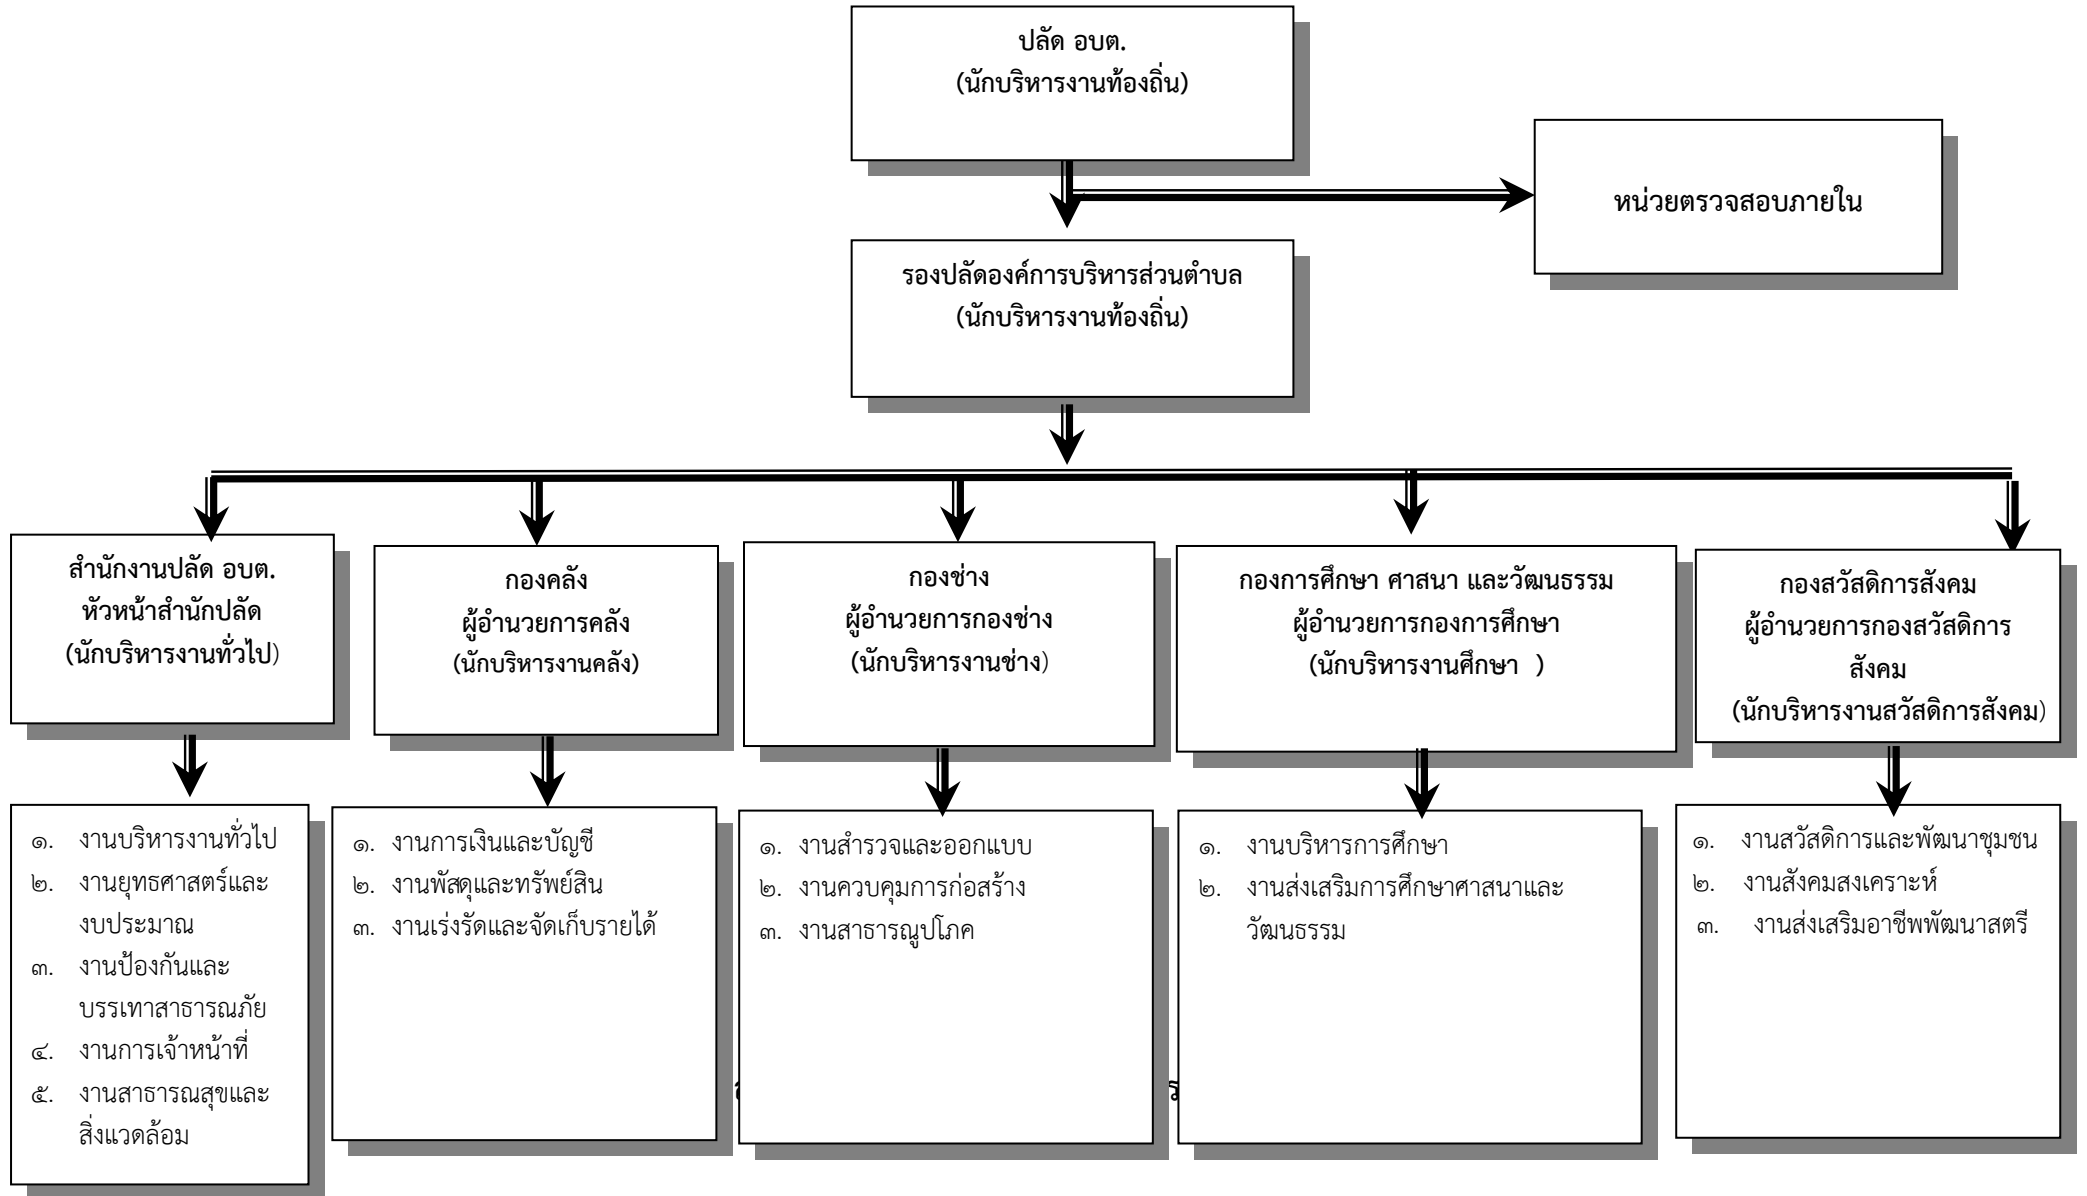 ปลัด อบต.
(นักบริหารงานท้องถิ่น)
หน่วยตรวจสอบภายใน
รองปลัดองค์การบริหารส่วนตำบล
(นักบริหารงานท้องถิ่น)
สำนักงานปลัด อบต.
หัวหน้าสำนักปลัด
(นักบริหารงานทั่วไป)
กองคลัง
ผู้อำนวยการคลัง
(นักบริหารงานคลัง)
กองช่าง
ผู้อำนวยการกองช่าง
(นักบริหารงานช่าง)
กองการศึกษา ศาสนา และวัฒนธรรม
ผู้อำนวยการกองการศึกษา
(นักบริหารงานศึกษา )
กองสวัสดิการสังคม
ผู้อำนวยการกองสวัสดิการ
สังคม
(นักบริหารงานสวัสดิการสังคม)
๑. งานบริหารงานทั่วไป
๒. งานยุทธศาสตร์และ
งบประมาณ
๓. งานป้องกันและ
บรรเทาสาธารณภัย
๔. งานการเจ้าหน้าที่
๕. งานสาธารณสุขและ
สิ่งแวดล้อม
๑. งานการเงินและบัญชี
๒. งานพัสดุและทรัพย์สิน
๓. งานเร่งรัดและจัดเก็บรายได้
๑. งานสำรวจและออกแบบ
๒. งานควบคุมการก่อสร้าง
๓. งานสาธารณูปโภค
๑. งานบริหารการศึกษา
๒. งานส่งเสริมการศึกษาศาสนาและ
วัฒนธรรม
๑. งานสวัสดิการและพัฒนาชุมชน
๒. งานสังคมสงเคราะห์
๓. งานส่งเสริมอาชีพพัฒนาสตรี